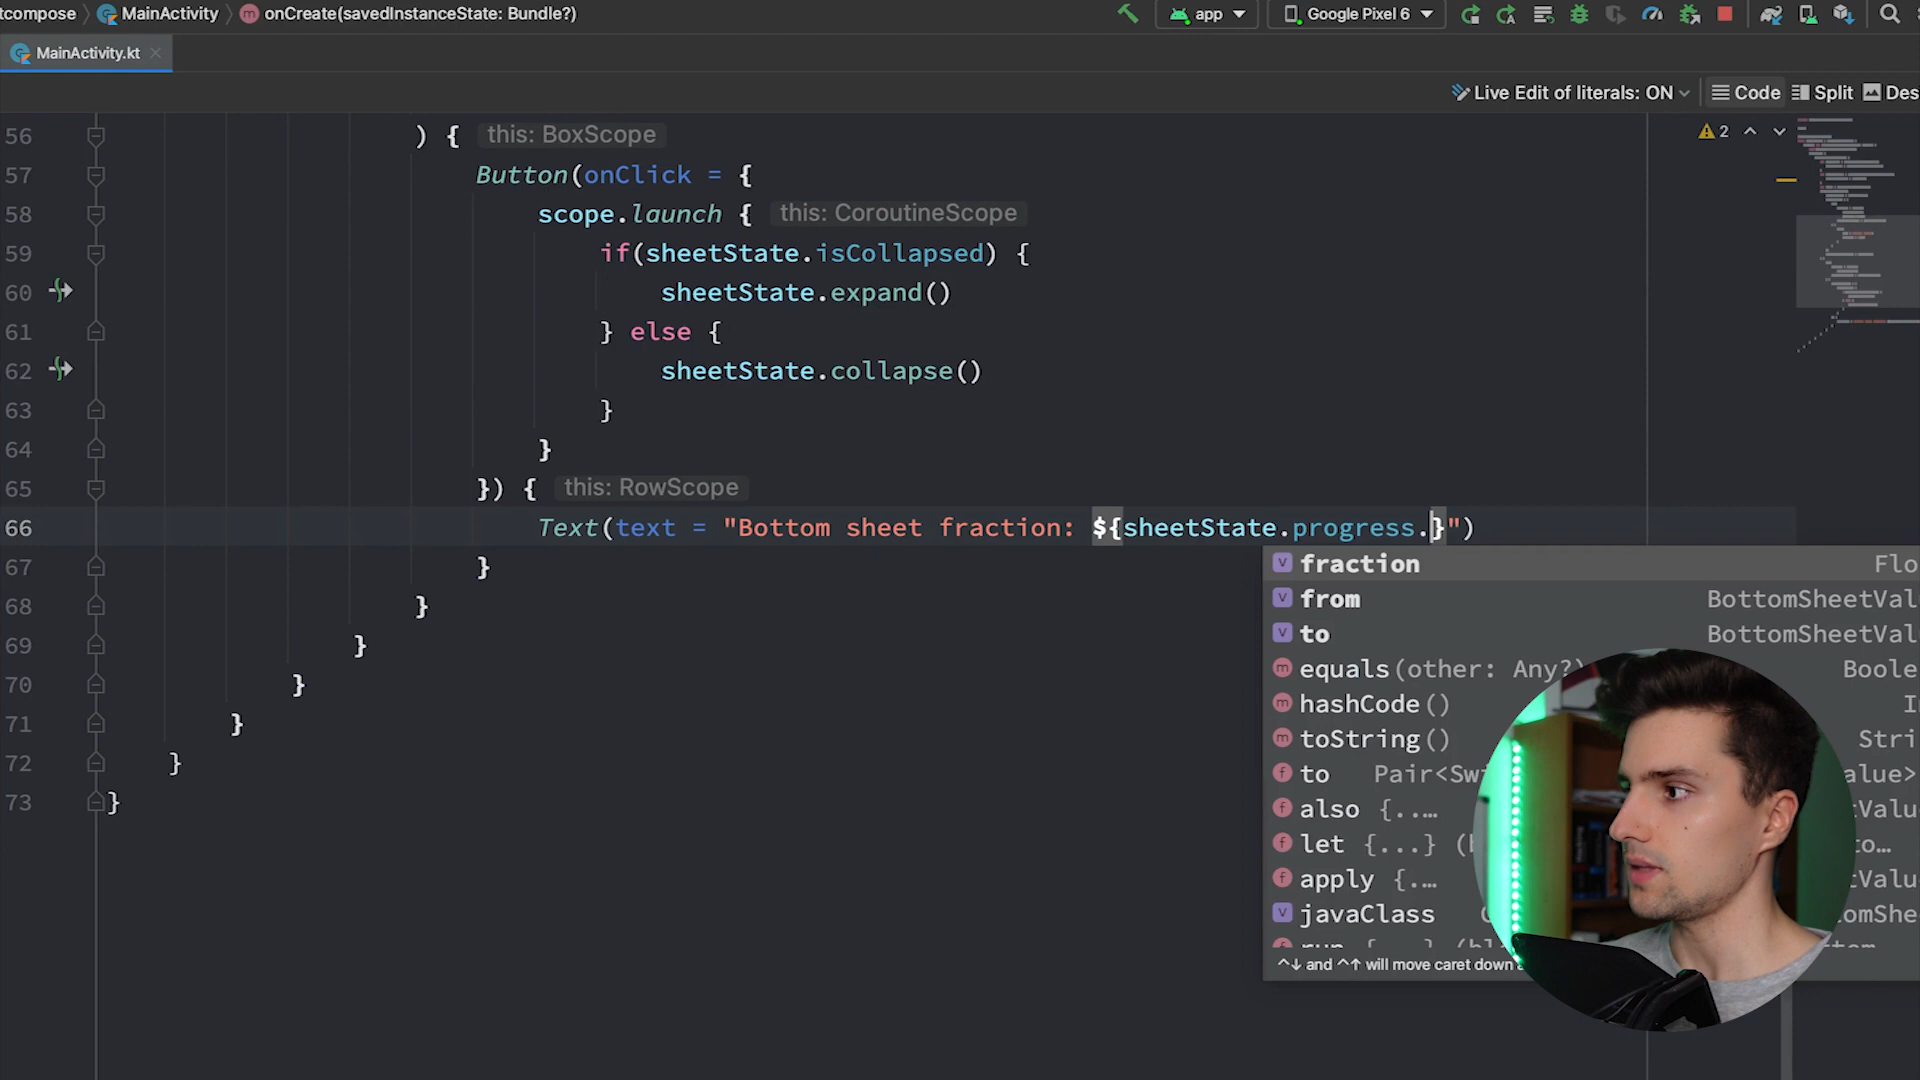 tcompose MainActivity onCreate(savedInstanceState: Bundle?) app Google Pixel 6
MainActivity.kt
Live Edit of literals: ON Code Split Des
56 ) { this: BoxScope 2
57 Button(onClick = {
58 scope.launch { this: CoroutineScope
59 if(sheetState.isCollapsed) {
60 sheetState.expand()
61 } else {
62 sheetState.collapse()
63 }
64 }
65 }) { this: RowScope
66 Text(text = "Bottom sheet fraction: ${sheetState.progress.}")
67 }
68 }
69 }
70 }
71 }
72 }
73 }
fraction Flo
from BottomSheetVal
to BottomSheetVal
equals(other: Any?) Boole
hashCode() I
toString() Stri
to Pair<Sw alue>
also {...
let {...} (b to...
apply {...
javaClass omShe
run {...}
^↓ and ^↑ will move caret down